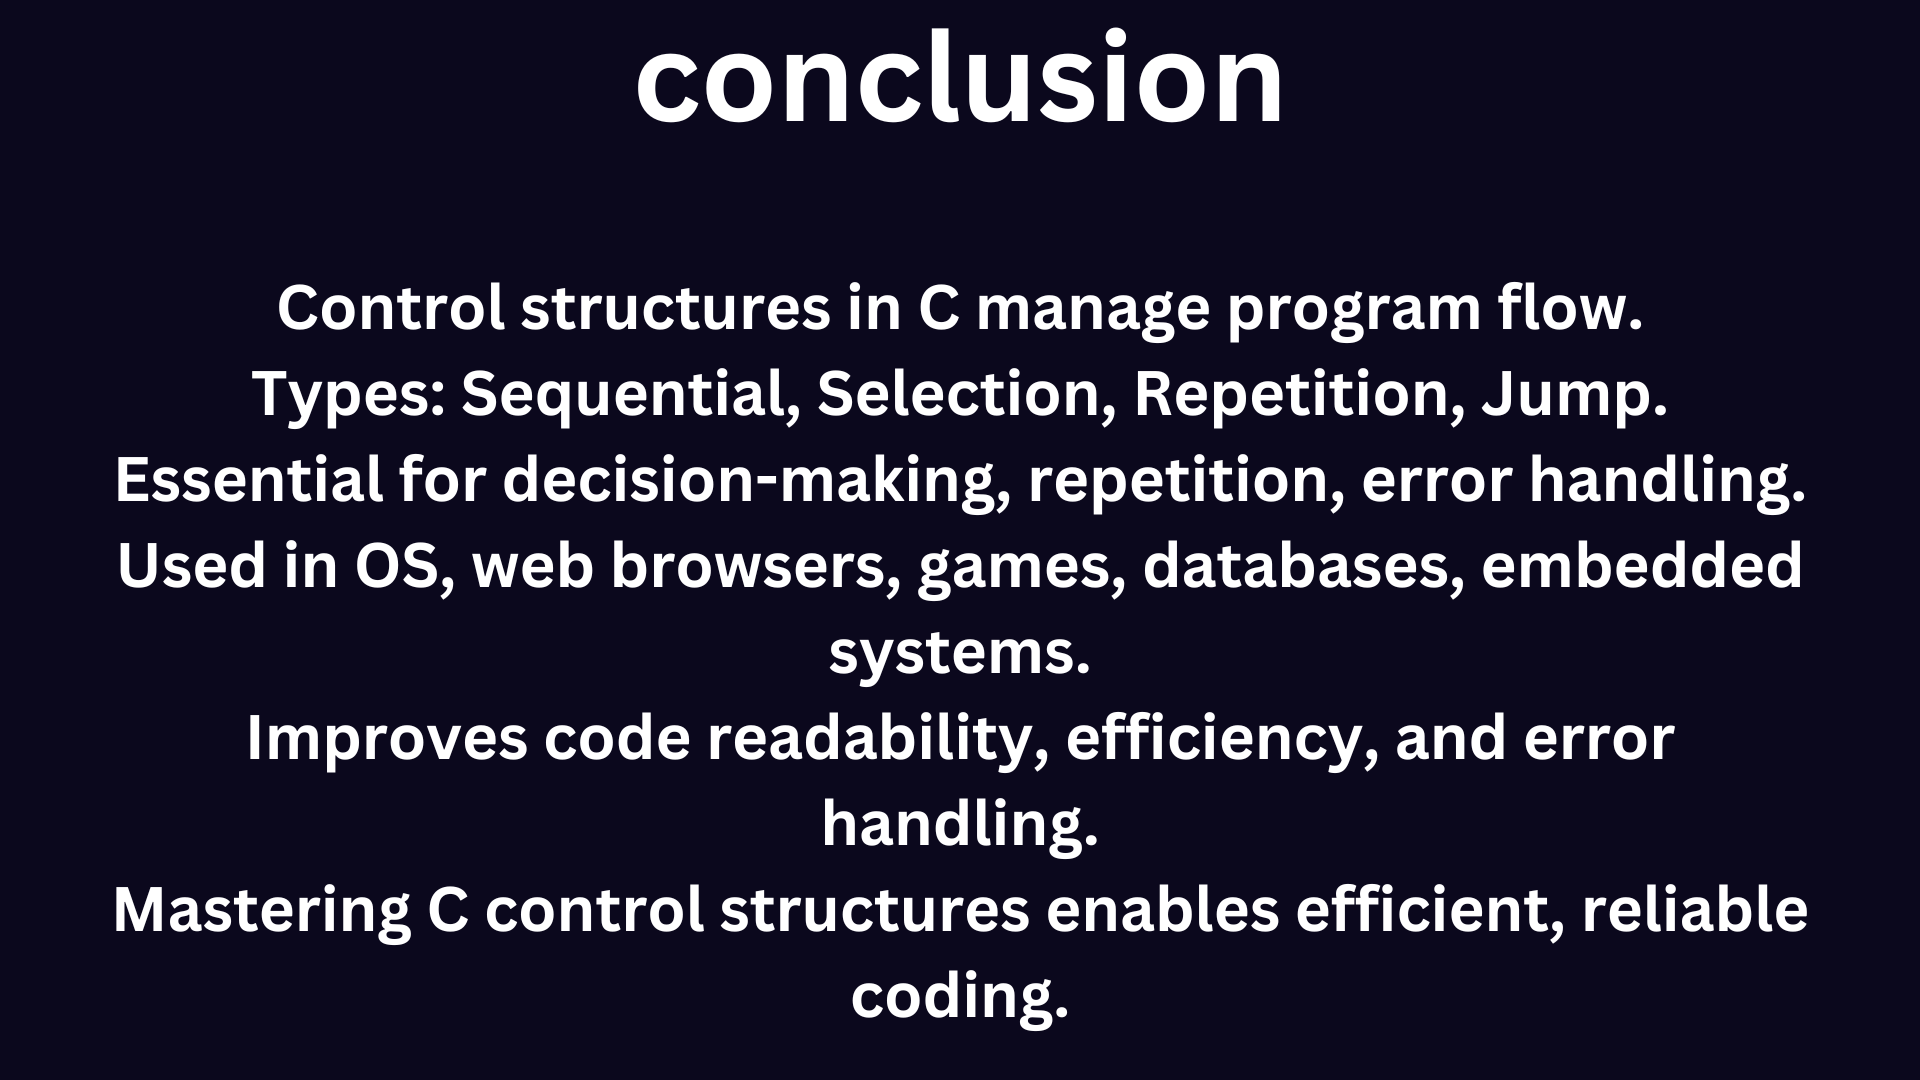 conclusion
Control structures in C manage program flow.
Types: Sequential, Selection, Repetition, Jump.
Essential for decision-making, repetition, error handling.
Used in OS, web browsers, games, databases, embedded
systems.
Improves code readability, efficiency, and error
handling.
Mastering C control structures enables efficient, reliable
coding.